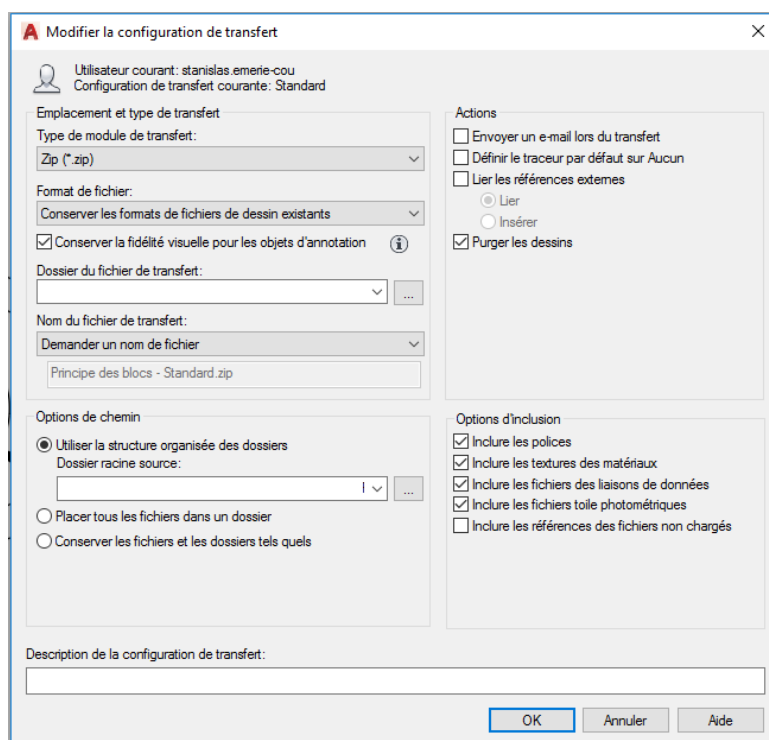 Modifier la configuration de transfert
Utilisateur courant: stanislas.emerie-cou
Configuration de transfert courante: Standard
Emplacement et type de transfert
Type de module de transfert:
Zip (*.zip)
Format de fichier:
Conserver les formats de fichiers de dessin existants
Conserver la fidélité visuelle pour les objets d'annotation
Dossier du fichier de transfert:
...
Nom du fichier de transfert:
Demander un nom de fichier
Principe des blocs - Standard.zip
Actions
Envoyer un e-mail lors du transfert
Définir le traceur par défaut sur Aucun
Lier les références externes
Lier
Insérer
Purger les dessins
Options de chemin
Utiliser la structure organisée des dossiers
Dossier racine source:
...
Placer tous les fichiers dans un dossier
Conserver les fichiers et les dossiers tels quels
Options d'inclusion
Inclure les polices
Inclure les textures des matériaux
Inclure les fichiers des liaisons de données
Inclure les fichiers toile photométriques
Inclure les références des fichiers non chargés
Description de la configuration de transfert:
OK
Annuler
Aide